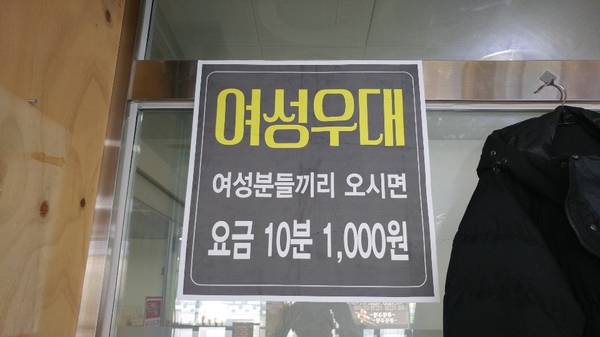 여성우대
여성분들끼리 오시면
요금 10분 1,000원